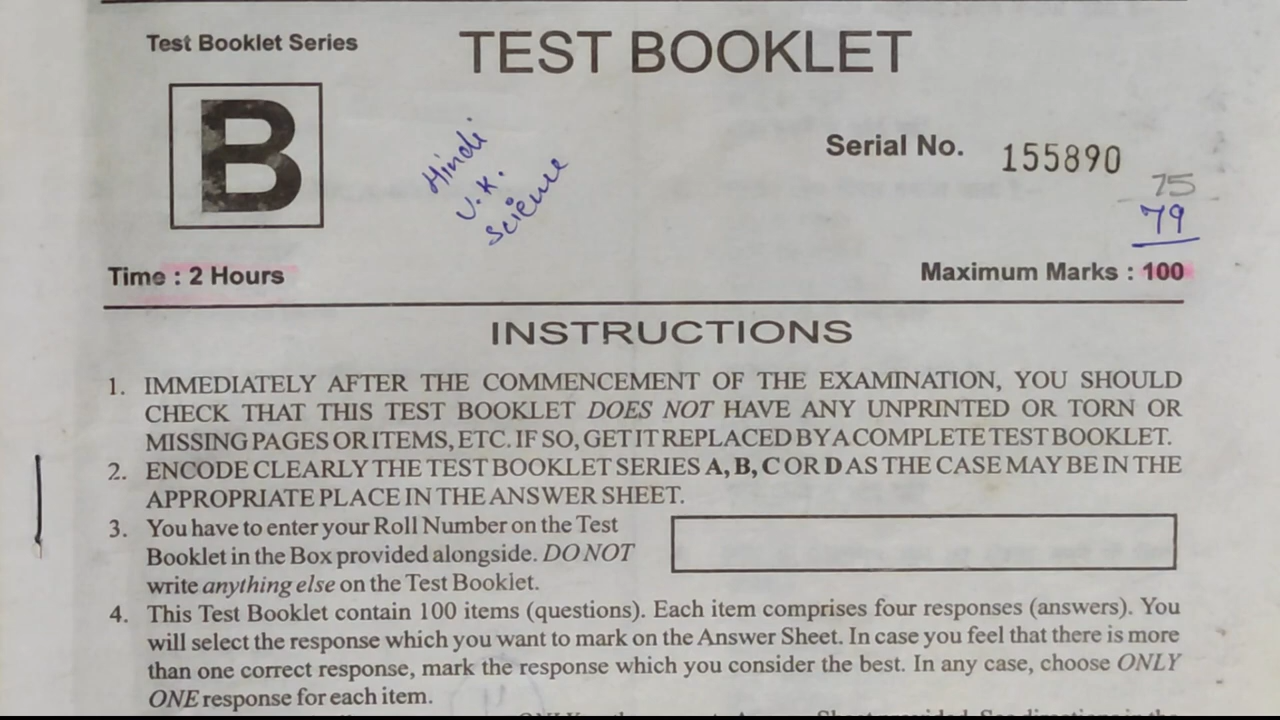 Test Booklet Series
TEST BOOKLET
B
Hindi
U.K.
Science
Serial No. 155890
75
79
Time : 2 Hours
Maximum Marks : 100
INSTRUCTIONS
1. IMMEDIATELY AFTER THE COMMENCEMENT OF THE EXAMINATION, YOU SHOULD
CHECK THAT THIS TEST BOOKLET DOES NOT HAVE ANY UNPRINTED OR TORN OR
MISSING PAGES OR ITEMS, ETC. IF SO, GET IT REPLACED BY A COMPLETE TEST BOOKLET.
2. ENCODE CLEARLY THE TEST BOOKLET SERIES A, B, C OR D AS THE CASE MAY BE IN THE
APPROPRIATE PLACE IN THE ANSWER SHEET.
3. You have to enter your Roll Number on the Test
Booklet in the Box provided alongside. DO NOT
write anything else on the Test Booklet.
4. This Test Booklet contain 100 items (questions). Each item comprises four responses (answers). You
will select the response which you want to mark on the Answer Sheet. In case you feel that there is more
than one correct response, mark the response which you consider the best. In any case, choose ONLY
ONE response for each item.